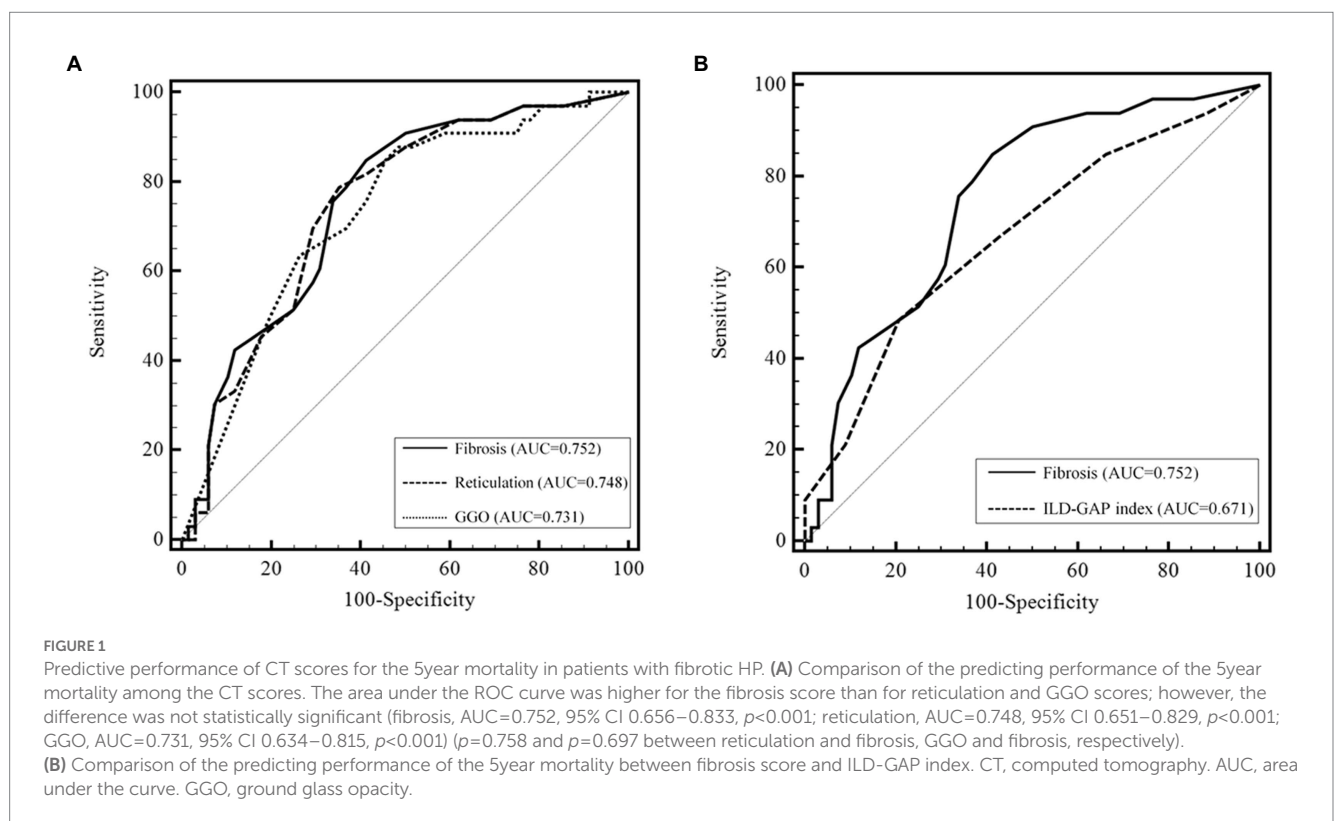 A
100
80
60
40
20
0
Sensitivity
0 20 40 60 80 100
100-Specificity
Fibrosis (AUC=0.752)
Reticulation (AUC=0.748)
GGO (AUC=0.731)
B
100
80
60
40
20
0
Sensitivity
0 20 40 60 80 100
100-Specificity
Fibrosis (AUC=0.752)
ILD-GAP index (AUC=0.671)
FIGURE 1
Predictive performance of CT scores for the 5year mortality in patients with fibrotic HP. (A) Comparison of the predicting performance of the 5year
mortality among the CT scores. The area under the ROC curve was higher for the fibrosis score than for reticulation and GGO scores; however, the
difference was not statistically significant (fibrosis, AUC=0.752, 95% CI 0.656–0.833, p<0.001; reticulation, AUC=0.748, 95% CI 0.651–0.829, p<0.001;
GGO, AUC=0.731, 95% CI 0.634–0.815, p<0.001) (p=0.758 and p=0.697 between reticulation and fibrosis, GGO and fibrosis, respectively).
(B) Comparison of the predicting performance of the 5year mortality between fibrosis score and ILD-GAP index. CT, computed tomography. AUC, area
under the curve. GGO, ground glass opacity.